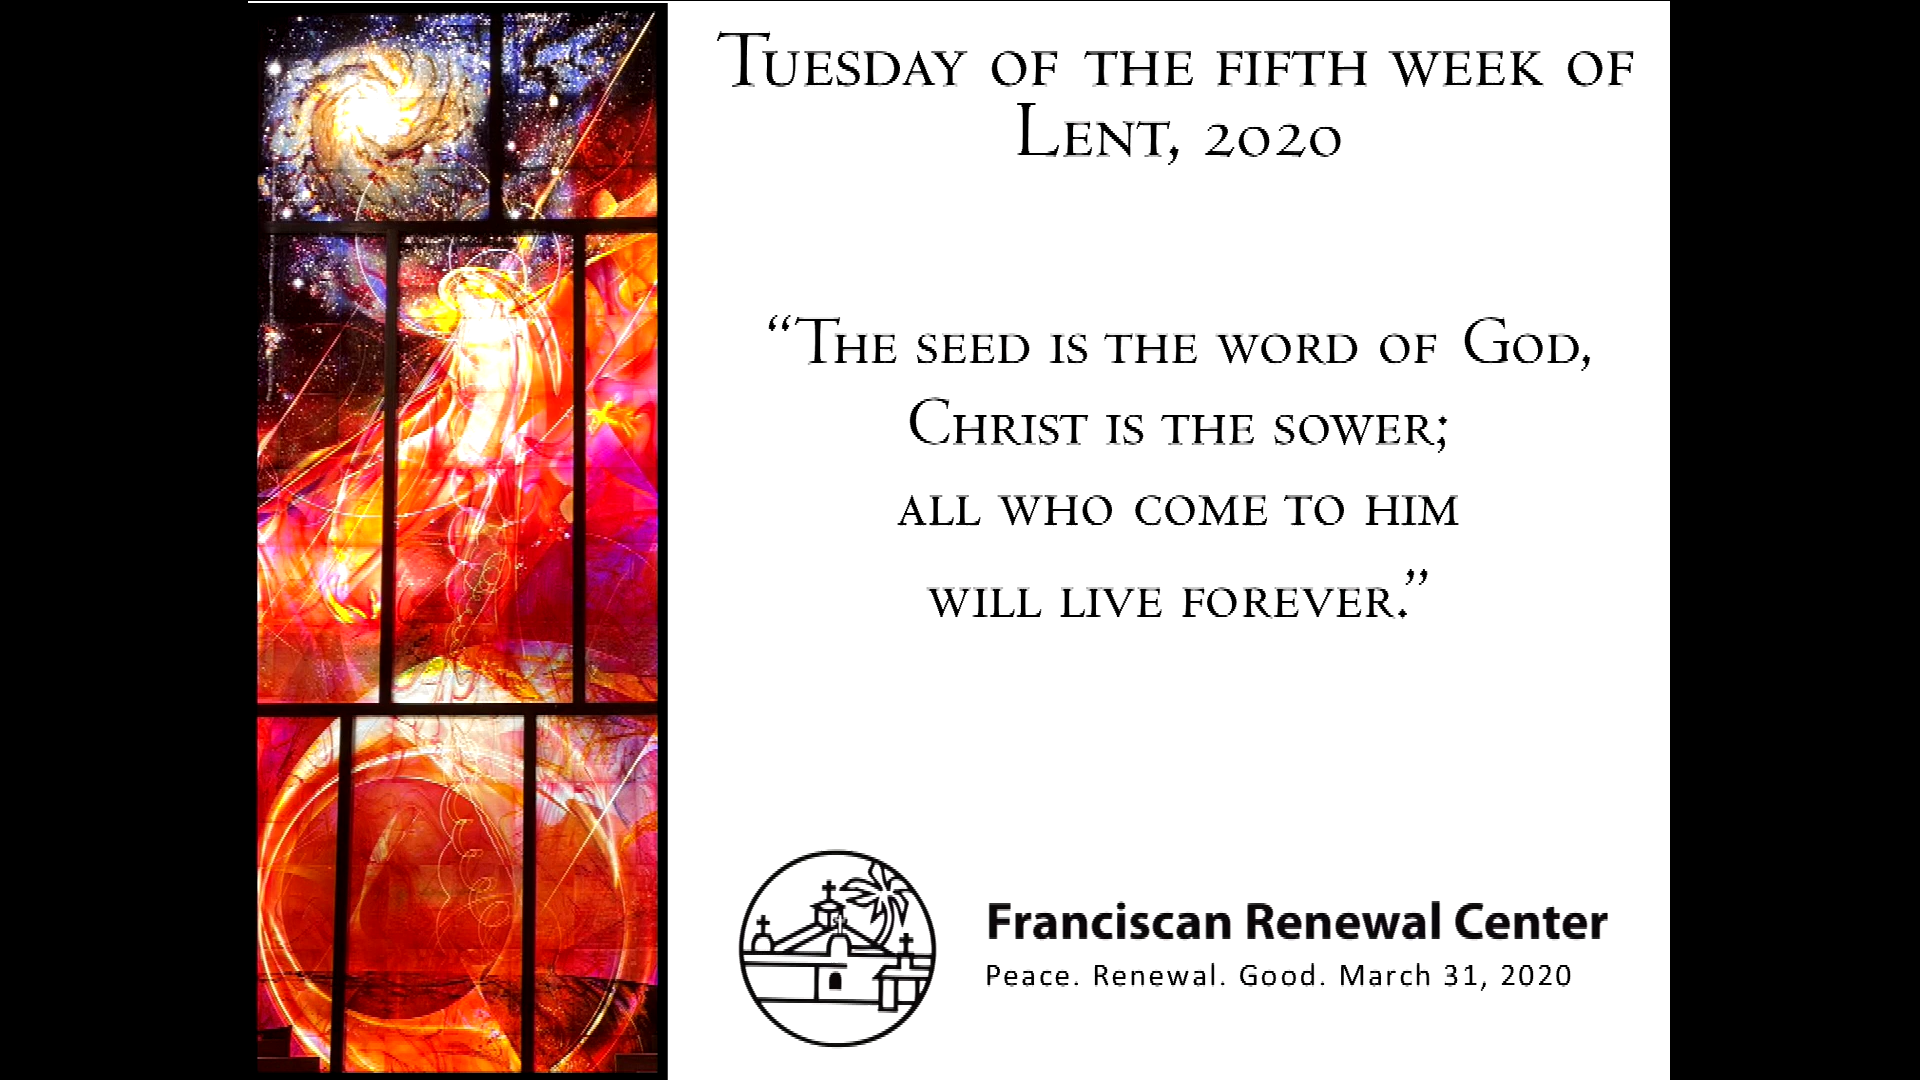 Tuesday of the fifth week of
Lent, 2020
“The seed is the word of God,
Christ is the sower;
all who come to him
will live forever.”
Franciscan Renewal Center
Peace. Renewal. Good. March 31, 2020